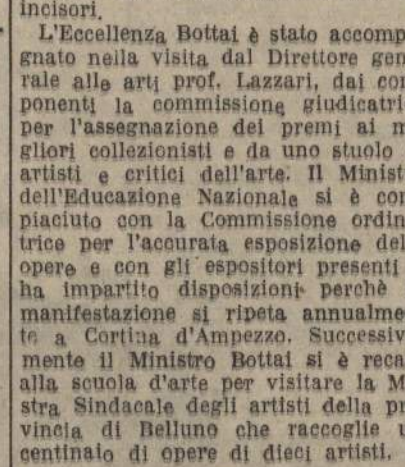 incisori.
L'Eccellenza Bottai è stato accomp
gnato nella visita dal Direttore gen
rale alle arti prof. Lazzari, dai com
ponenti la commissione giudicatri
per l'assegnazione dei premi ai m
gliori collezionisti e da uno stuolo
artisti e critici dell'arte. Il Minist
dell'Educazione Nazionale si è com
piaciuto con la Commissione ordin
trice per l'accurata esposizione del
opere e con gli espositori presenti
ha impartito disposizioni perchè
manifestazione si ripeta annualme
te a Cortina d'Ampezzo. Successiv
mente il Ministro Bottai si è reca
alla scuola d'arte per visitare la M
stra Sindacale degli artisti della pr
vincia di Belluno che raccoglie u
centinaio di opere di dieci artisti.